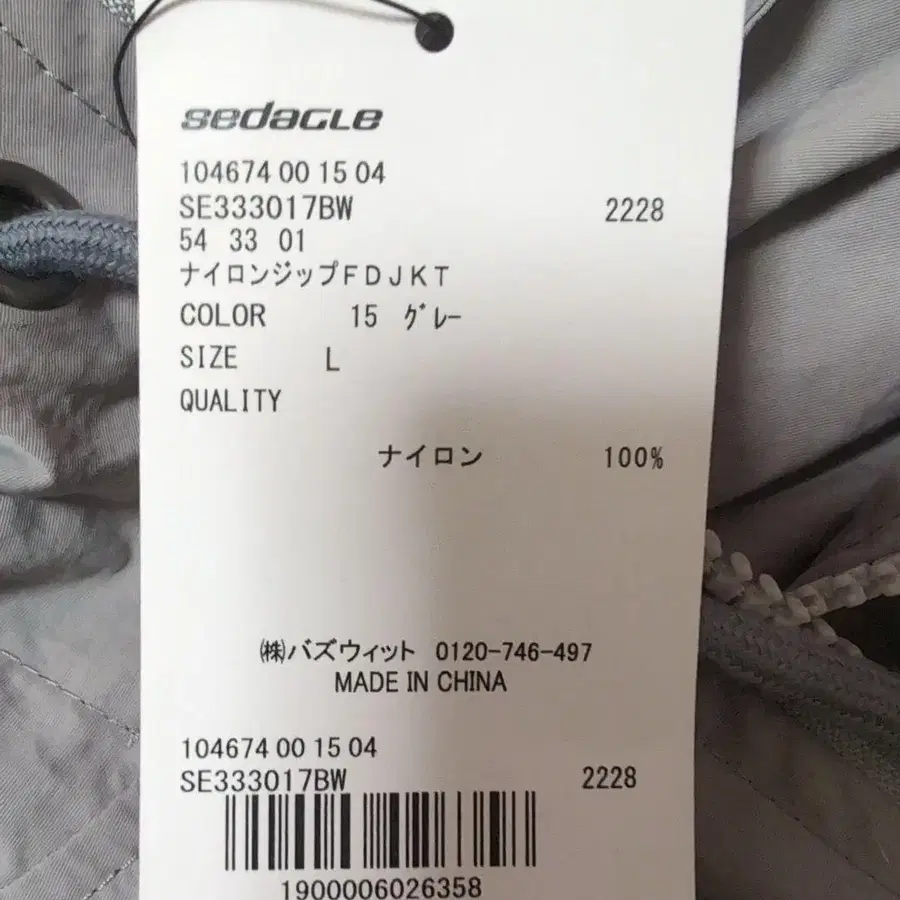 sedaGLe
104674 00 15 04
SE333017BW 2228
54 33 01
ナイロンジップＦＤＪＫＴ
COLOR 15 ｸﾞﾚｰ
SIZE L
QUALITY
ナイロン 100%
㈱バズウィット 0120-746-497
MADE IN CHINA
104674 00 15 04
SE333017BW 2228
1900006026358